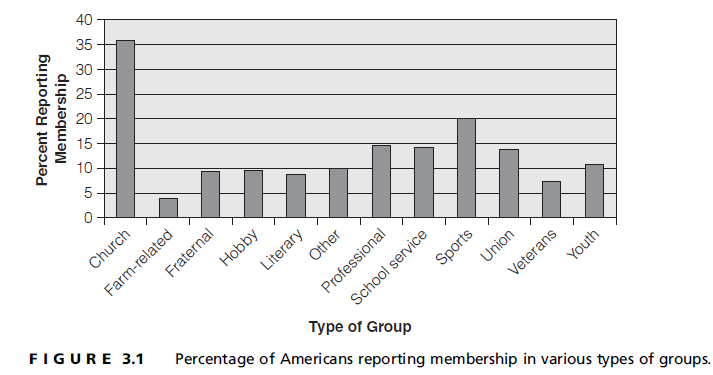 40
35
30
25
20
15
10
5
0
Percent Reporting
Membership
Church
Farm-related
Fraternal
Hobby
Literary
Other
Professional
School service
Sports
Union
Veterans
Youth
Type of Group
FIGURE 3.1 Percentage of Americans reporting membership in various types of groups.